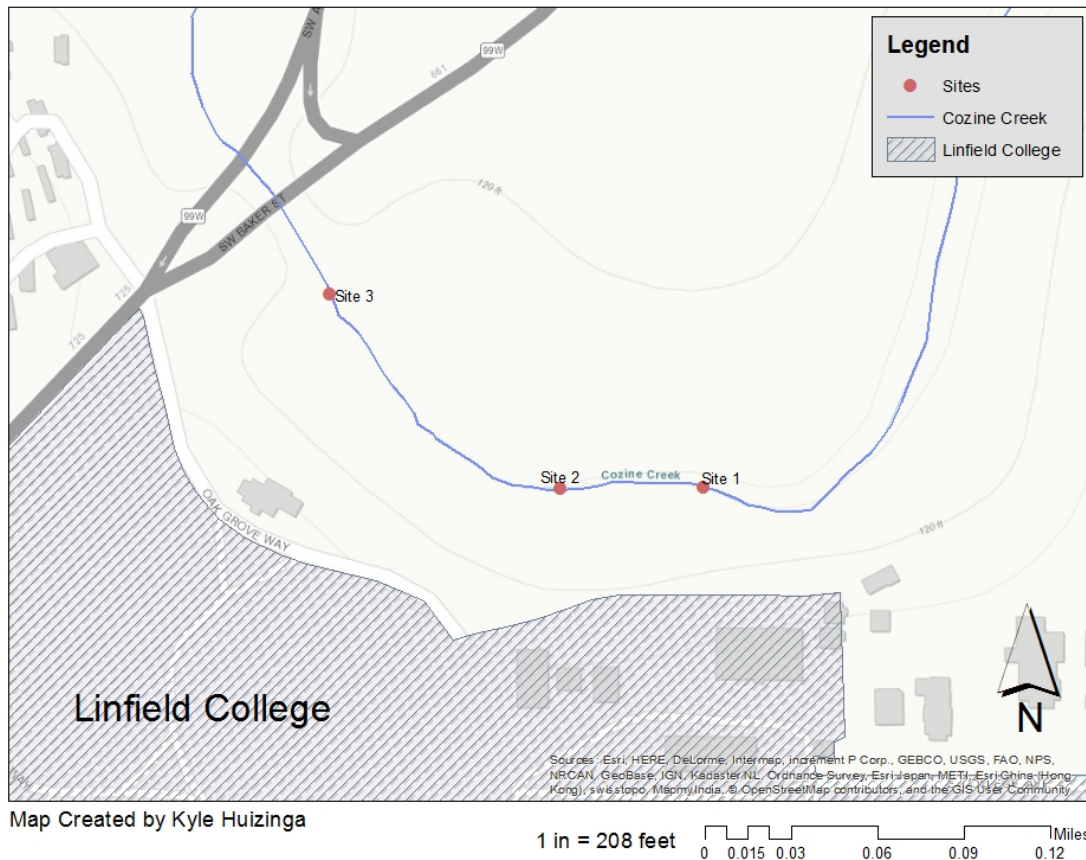 SW A
99W
661
Legend
Sites
Cozine Creek
Linfield College
120 ft
99W
SW BAKER ST
725
725
Site 3
Site 2
Cozine Creek
Site 1
OAK GROVE WAY
120 ft
Linfield College
N
WAY
Sources: Esri, HERE, DeLorme, Intermap, increment P Corp., GEBCO, USGS, FAO, NPS,
NRCAN, GeoBase, IGN, Kadaster NL, Ordnance Survey, Esri Japan, METI, Esri China (Hong
Kong), swisstopo, MapmyIndia, © OpenStreetMap contributors, and the GIS User Community
Map Created by Kyle Huizinga
1 in = 208 feet
Miles
0 0.015 0.03 0.06 0.09 0.12